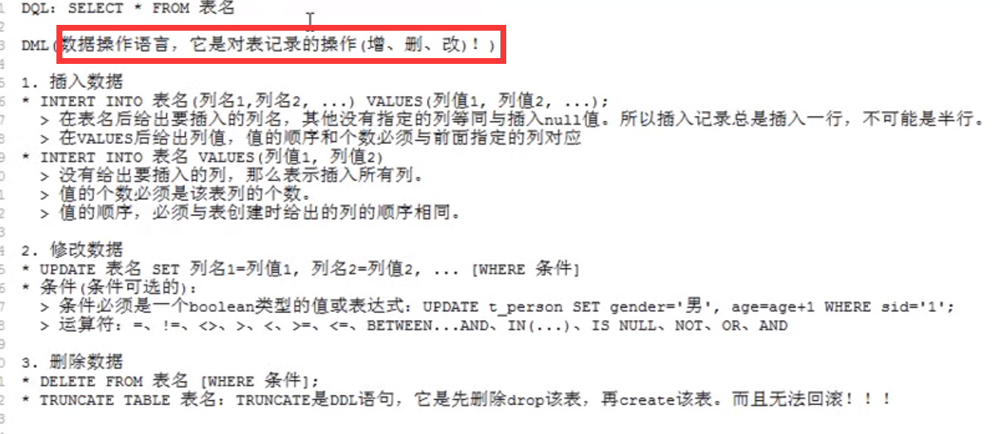 DQL: SELECT * FROM 表名
DML(数据操作语言，它是对表记录的操作(增、删、改)！)
1. 插入数据
* INTERT INTO 表名(列名1,列名2, ...) VALUES(列值1, 列值2, ...);
> 在表名后给出要插入的列名，其他没有指定的列等同与插入null值。所以插入记录总是插入一行，不可能是半行。
> 在VALUES后给出列值，值的顺序和个数必须与前面指定的列对应
* INTERT INTO 表名 VALUES(列值1, 列值2)
> 没有给出要插入的列，那么表示插入所有列。
> 值的个数必须是该表列的个数。
> 值的顺序，必须与表创建时给出的列的顺序相同。
2. 修改数据
* UPDATE 表名 SET 列名1=列值1, 列名2=列值2, ... [WHERE 条件]
* 条件(条件可选的):
> 条件必须是一个boolean类型的值或表达式: UPDATE t_person SET gender='男', age=age+1 WHERE sid='1';
> 运算符: =、!=、<>、>、<、>=、<=、BETWEEN...AND、IN(...)、IS NULL、NOT、OR、AND
3. 删除数据
* DELETE FROM 表名 [WHERE 条件];
* TRUNCATE TABLE 表名: TRUNCATE是DDL语句，它是先删除drop该表，再create该表。而且无法回滚！！！